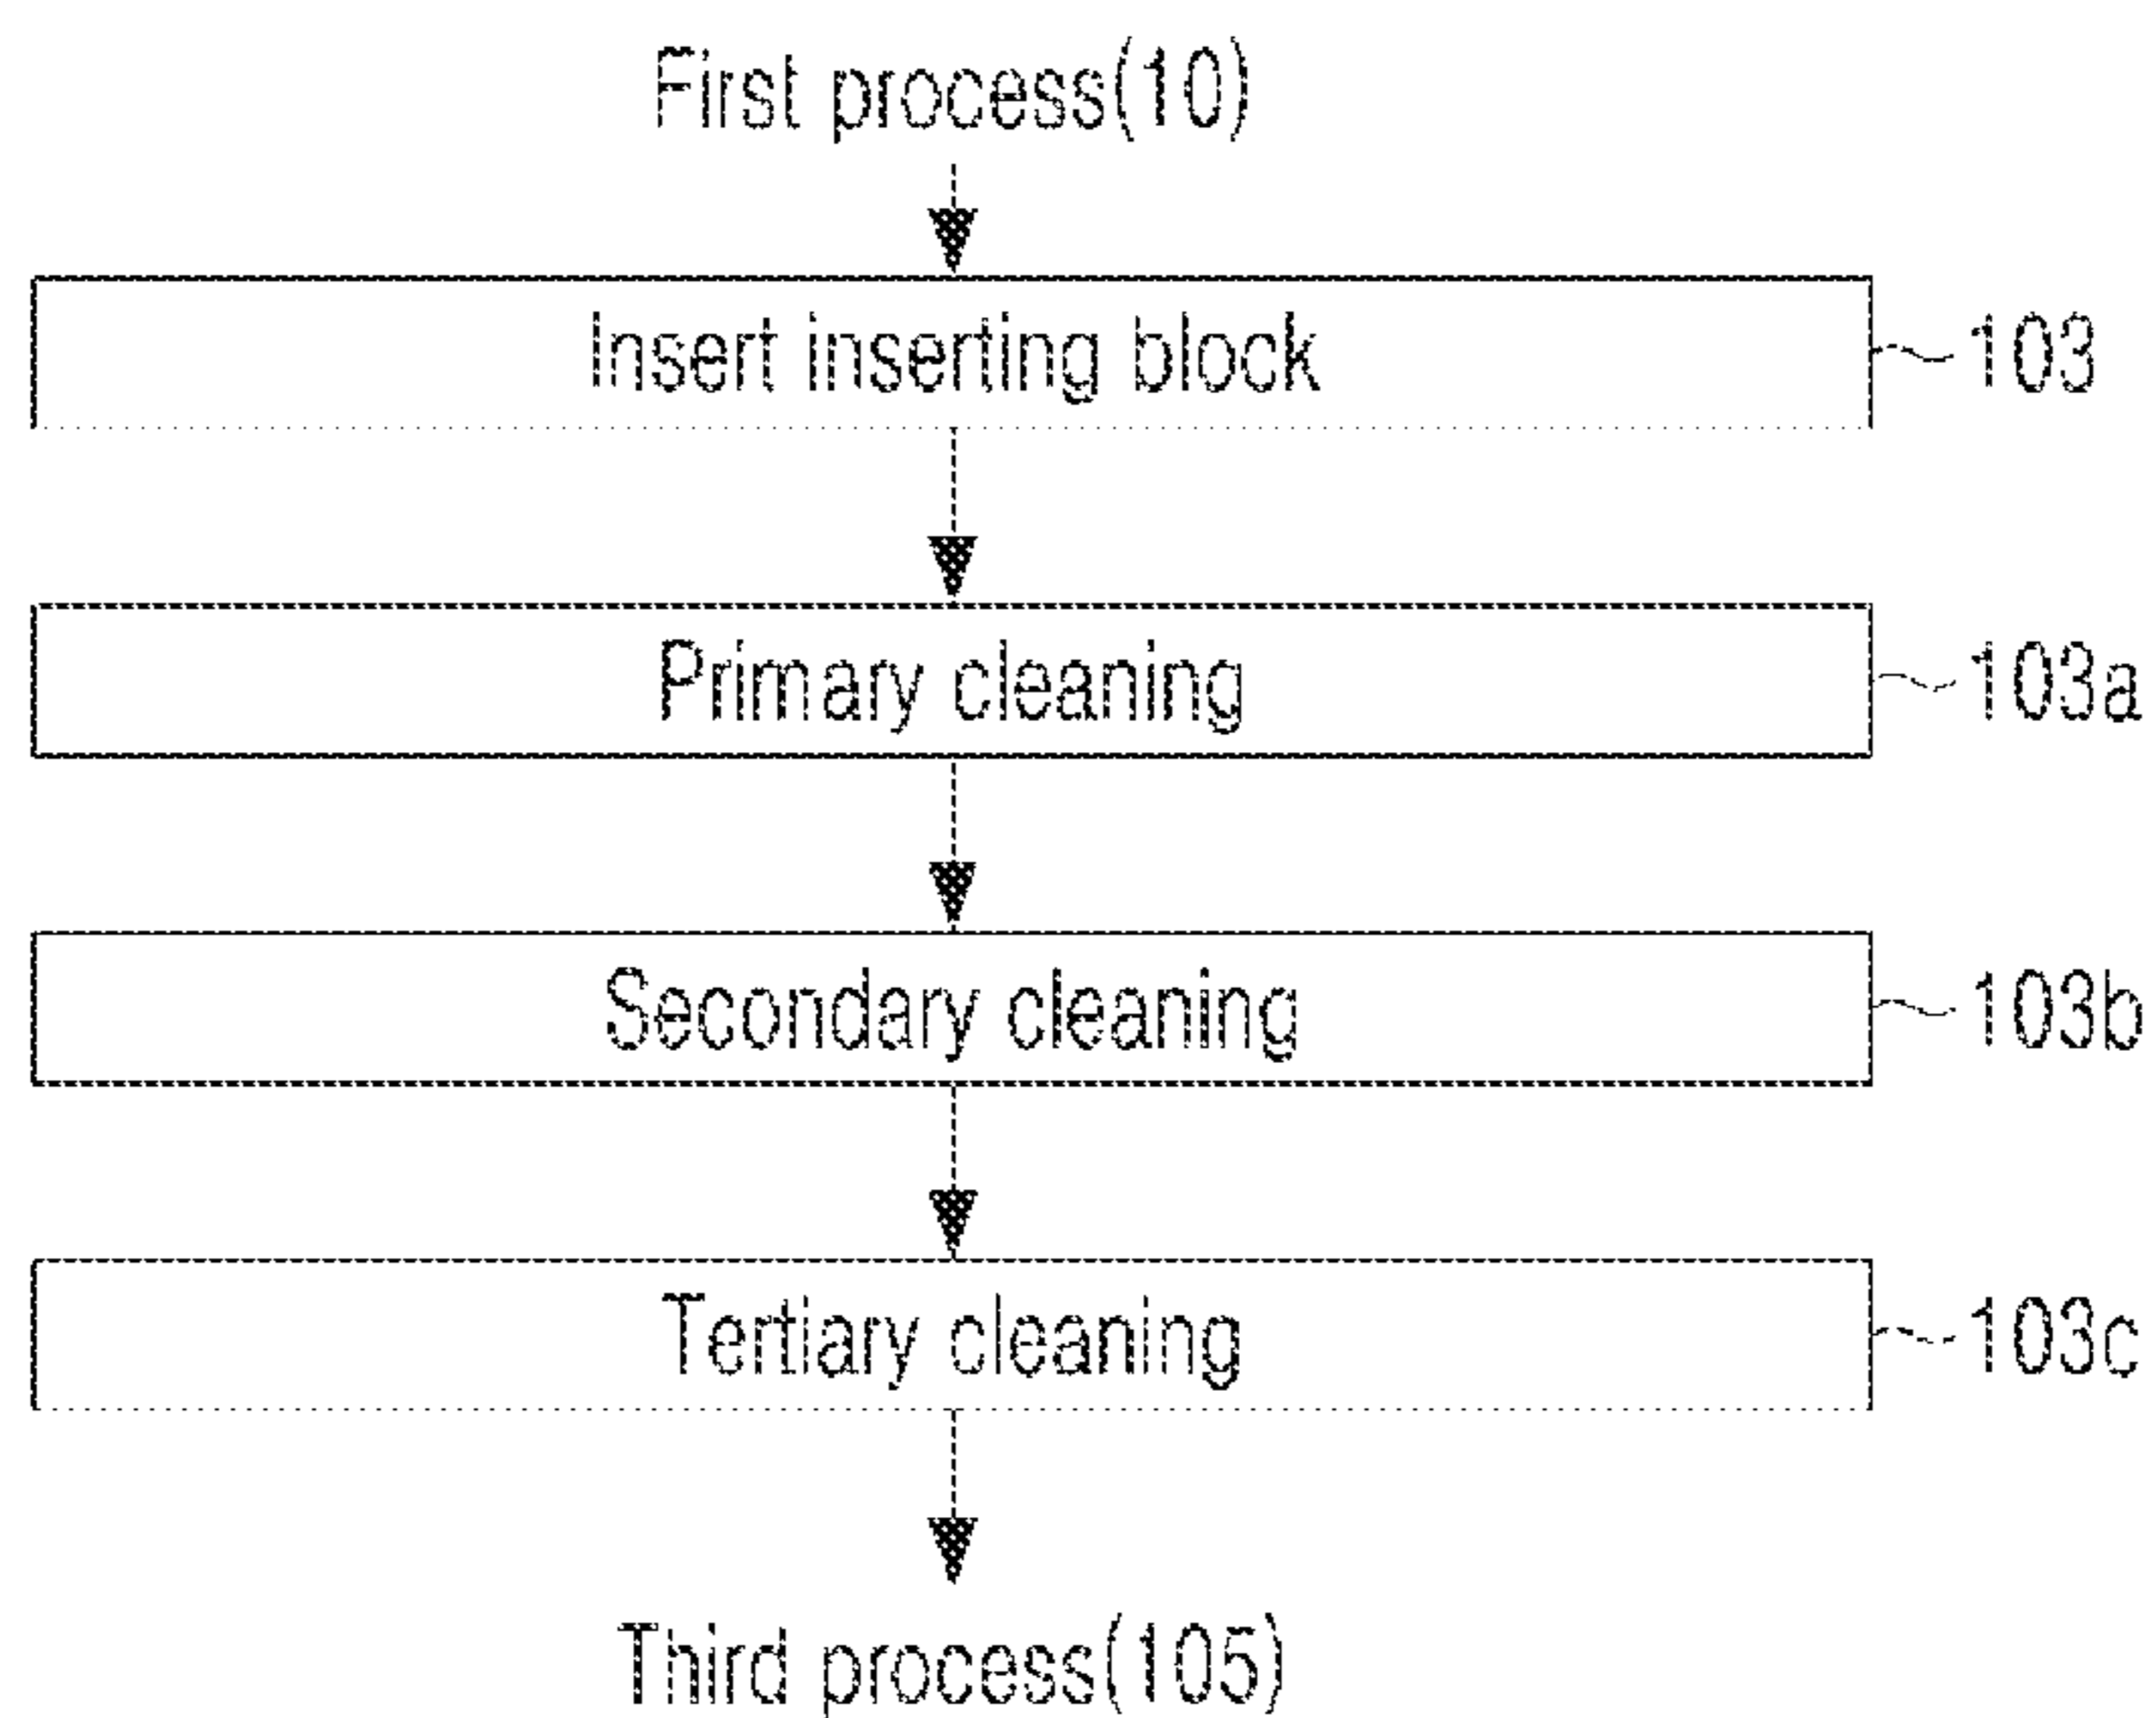 First process(10)
Insert inserting block
103
Primary cleaning
103a
Secondary cleaning
103b
Tertiary cleaning
103c
Third process(105)